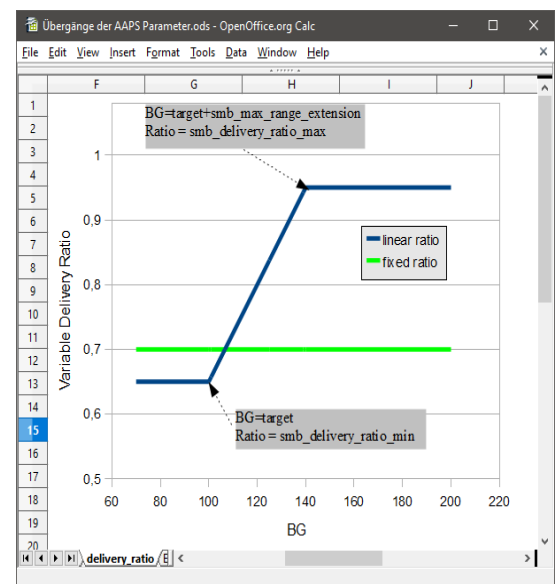 Übergänge der AAPS Parameter.ods - OpenOffice.org Calc
File Edit View Insert Format Tools Data Window Help
F G H I J
1
2
3
4
5
6
7
8
9
10
11
12
13
14
15
16
17
18
19
20
BG=target+smb_max_range_extension
Ratio = smb_delivery_ratio_max
1
0,9
0,8
0,7
0,6
0,5
Variable Delivery Ratio
linear ratio
fixed ratio
BG=target
Ratio = smb_delivery_ratio_min
60 80 100 120 140 160 180 200 220
BG
delivery_ratio